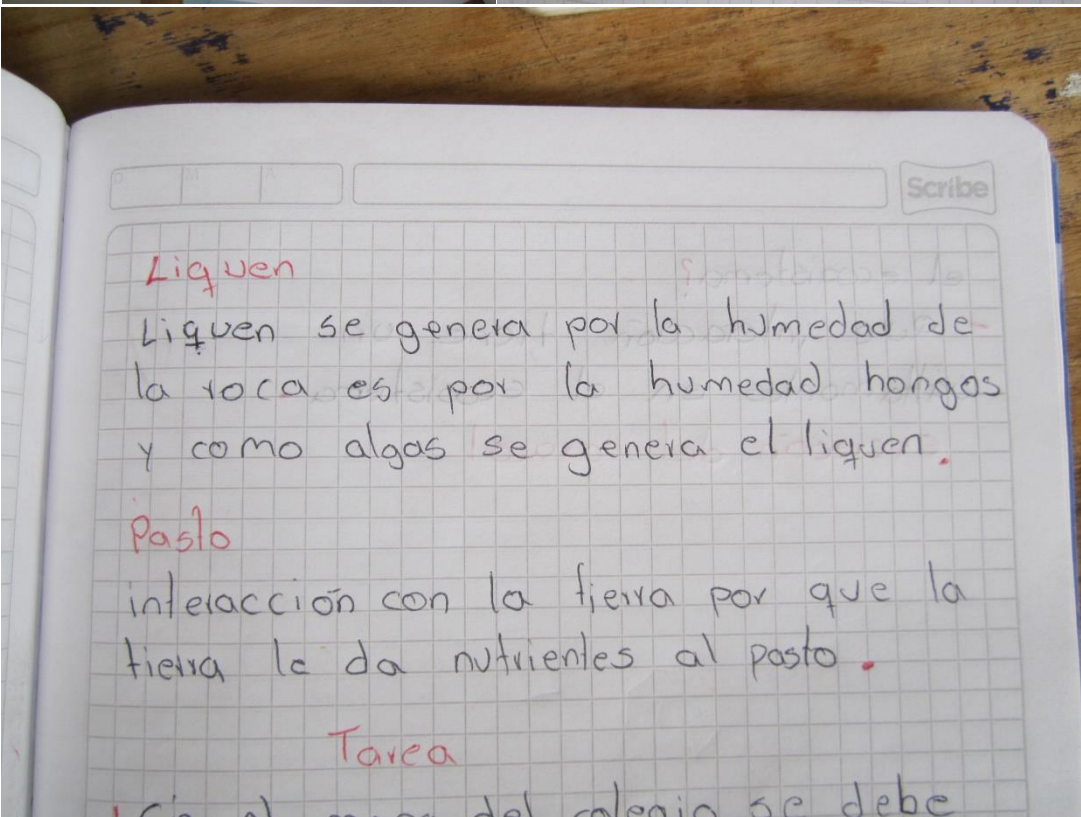 D M A
Scribe
Liquen
Liquen se genera por la humedad de
la roca es por la humedad hongos
y como algas se genera el liquen.
Pasto
interacción con la tierra por que la
tierra le da nutrientes al pasto.
Tarea
del colegio se debe